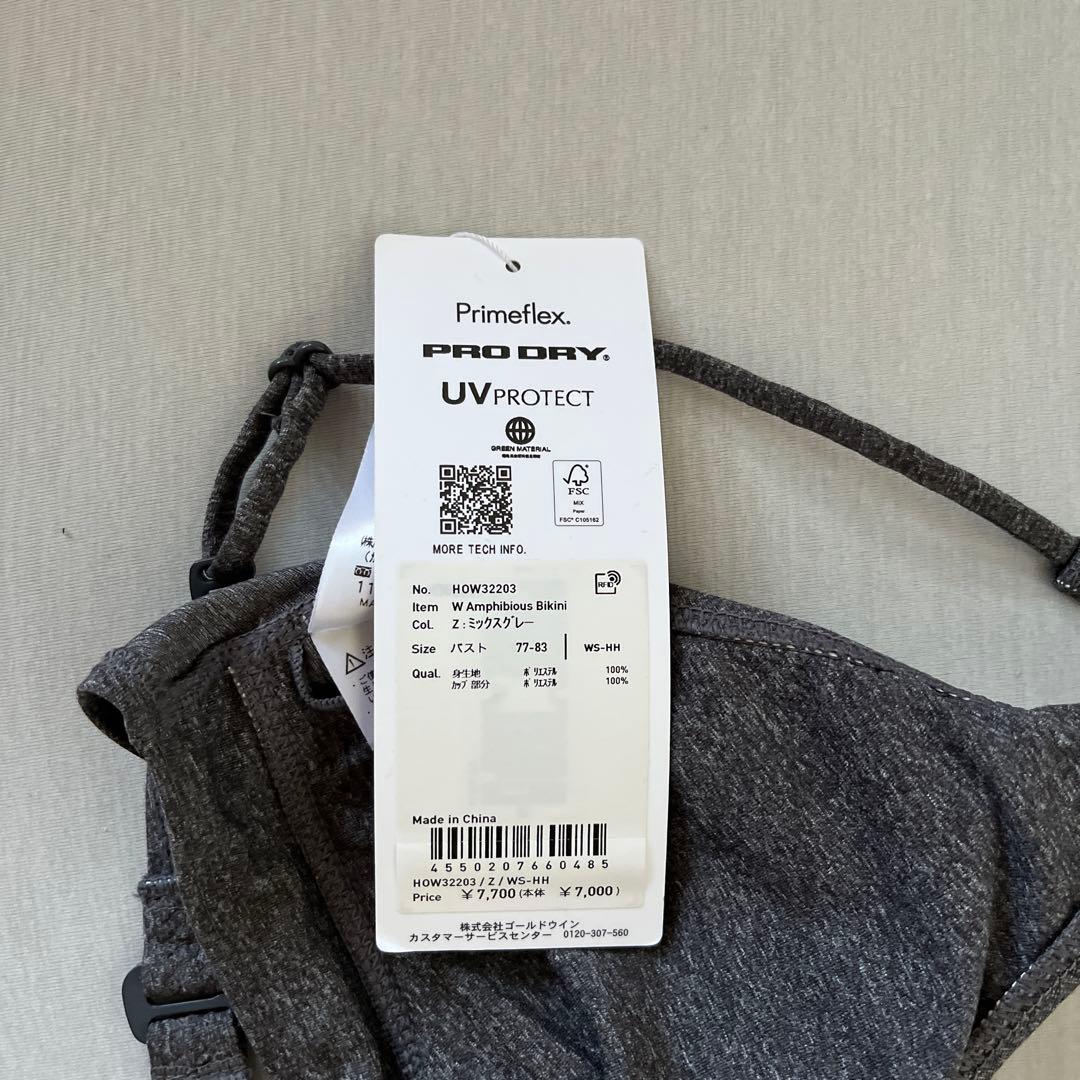 Primeflex.
PRO DRY®
UV PROTECT
GREEN MATERIAL
FSC
MIX
Paper
FSC® C105162
MORE TECH INFO.
No. HOW32203
RFID
Item W Amphibious Bikini
Col. Z : ミックスグレー
Size バスト 77-83 WS-HH
Qual. 身生地 ポリエステル 100%
カップ部分 ポリエステル 100%
Made in China
4550207660485
HOW32203 / Z / WS-HH
Price ¥7,700 (本体 ¥7,000)
株式会社ゴールドウイン
カスタマーサービスセンター 0120-307-560
(株
11
MA
注